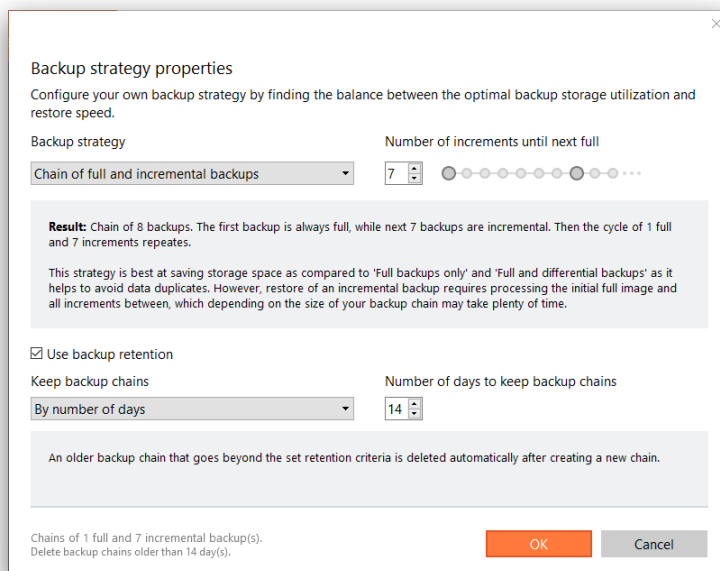 Backup strategy properties
Configure your own backup strategy by finding the balance between the optimal backup storage utilization and
restore speed.
Backup strategy
Number of increments until next full
Chain of full and incremental backups
7
Result: Chain of 8 backups. The first backup is always full, while next 7 backups are incremental. Then the cycle of 1 full
and 7 increments repeates.
This strategy is best at saving storage space as compared to 'Full backups only' and 'Full and differential backups' as it
helps to avoid data duplicates. However, restore of an incremental backup requires processing the initial full image and
all increments between, which depending on the size of your backup chain may take plenty of time.
Use backup retention
Keep backup chains
Number of days to keep backup chains
By number of days
14
An older backup chain that goes beyond the set retention criteria is deleted automatically after creating a new chain.
Chains of 1 full and 7 incremental backup(s).
Delete backup chains older than 14 day(s).
OK
Cancel